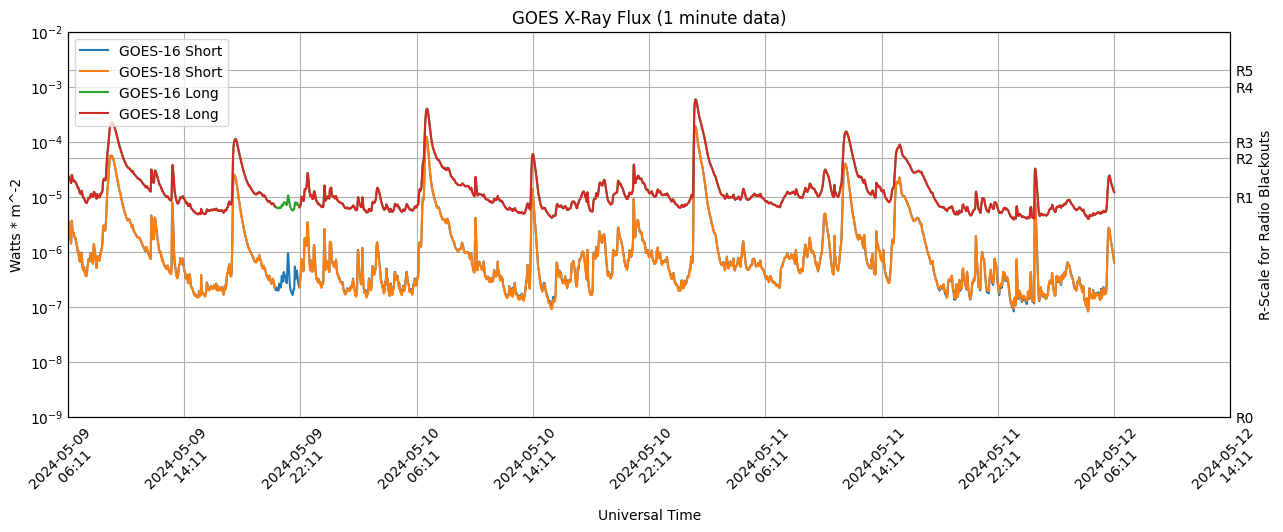 GOES X-Ray Flux (1 minute data)
GOES-16 Short
GOES-18 Short
GOES-16 Long
GOES-18 Long
10^-2
10^-3
10^-4
10^-5
10^-6
10^-7
10^-8
10^-9
Watts * m^-2
R5
R4
R3
R2
R1
R0
R-Scale for Radio Blackouts
2024-05-09
06:11
2024-05-09
14:11
2024-05-09
22:11
2024-05-10
06:11
2024-05-10
14:11
2024-05-10
22:11
2024-05-11
06:11
2024-05-11
14:11
2024-05-11
22:11
2024-05-12
06:11
2024-05-12
14:11
Universal Time